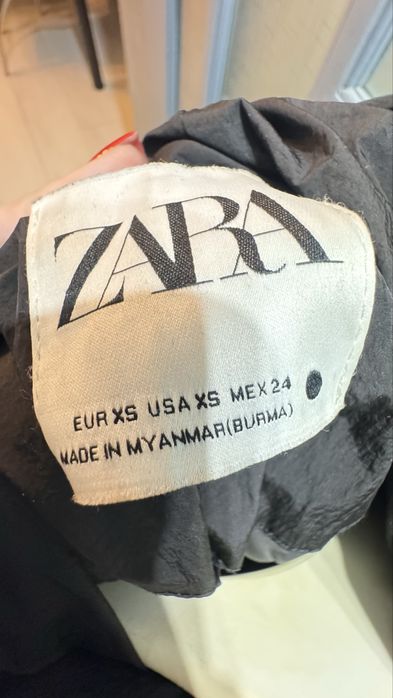 ZARA
EUR XS USA XS MEX 24
MADE IN MYANMAR(BURMA)